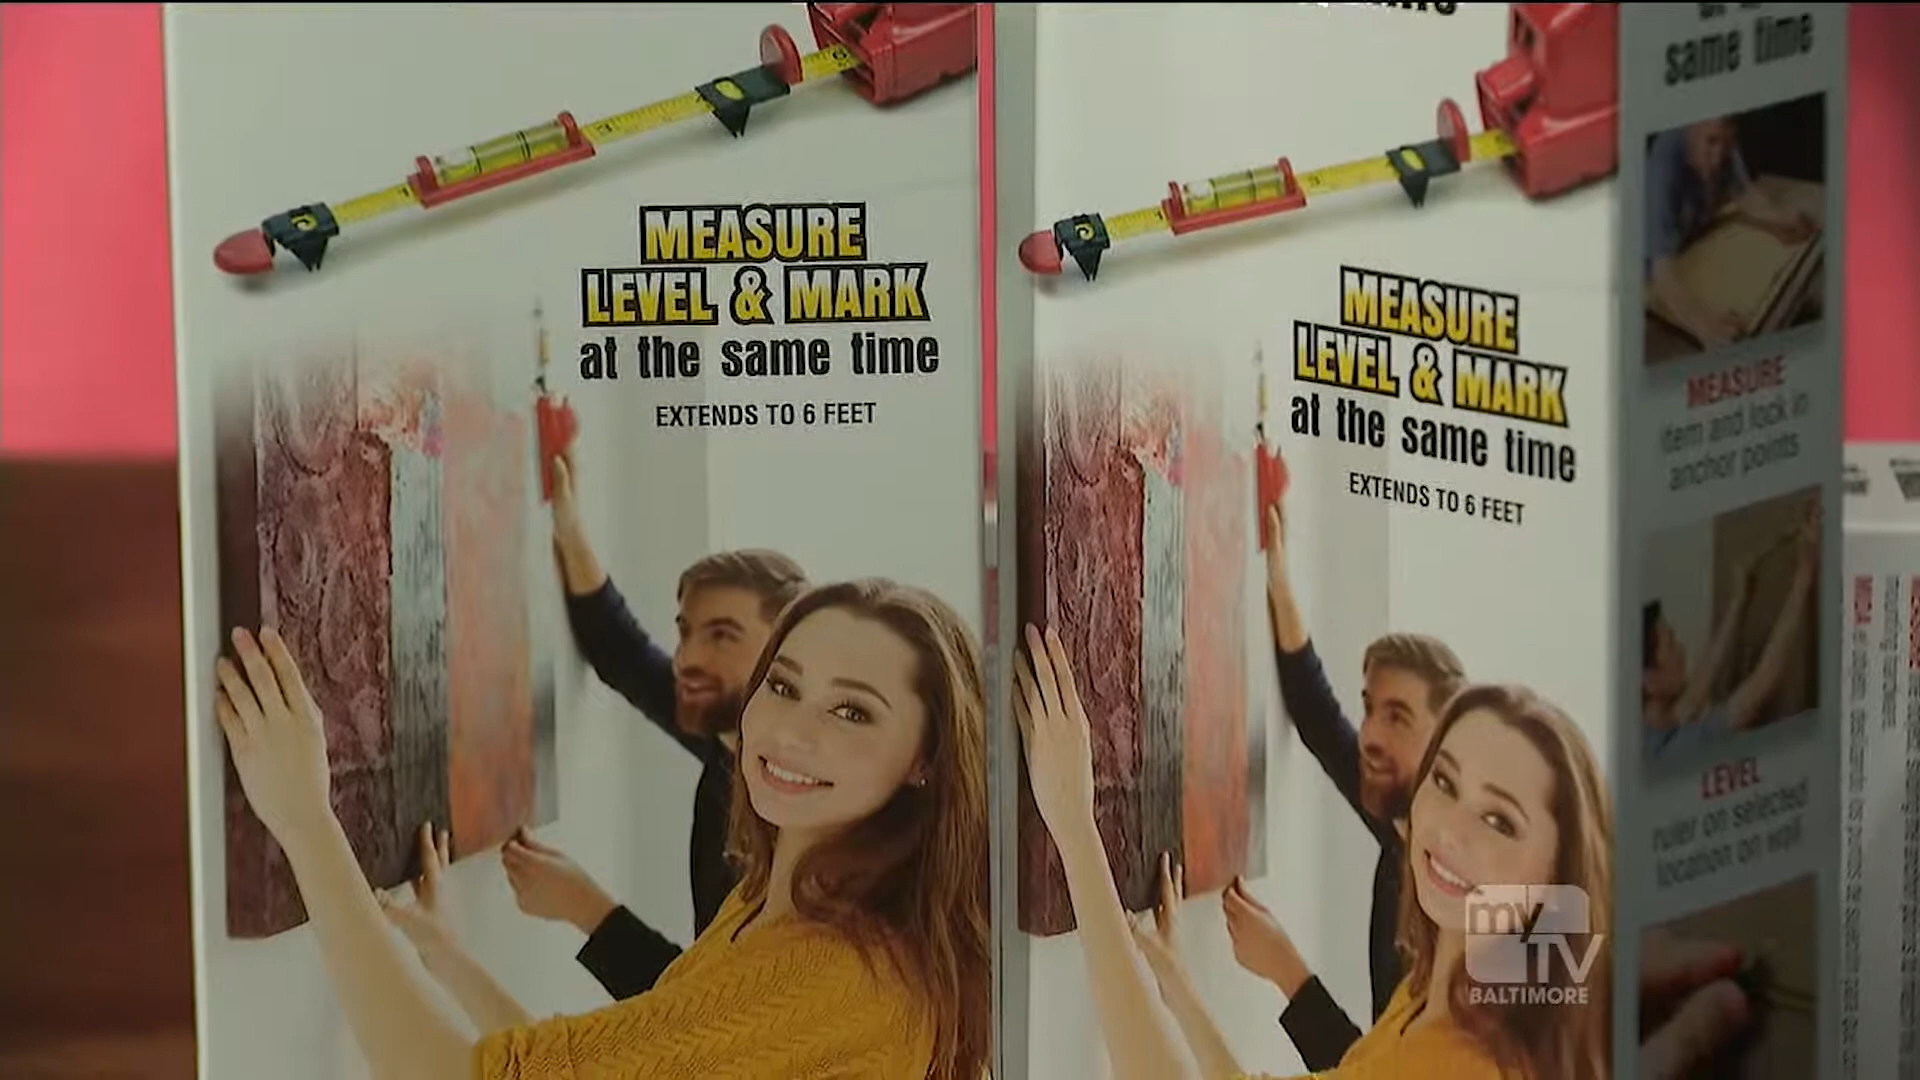 MEASURE
LEVEL & MARK
at the same time
EXTENDS TO 6 FEET
MEASURE
LEVEL & MARK
at the same time
EXTENDS TO 6 FEET
same time
MEASURE
item and lock in
anchor points
LEVEL
ruler on selected
location on wall
my
TV
BALTIMORE